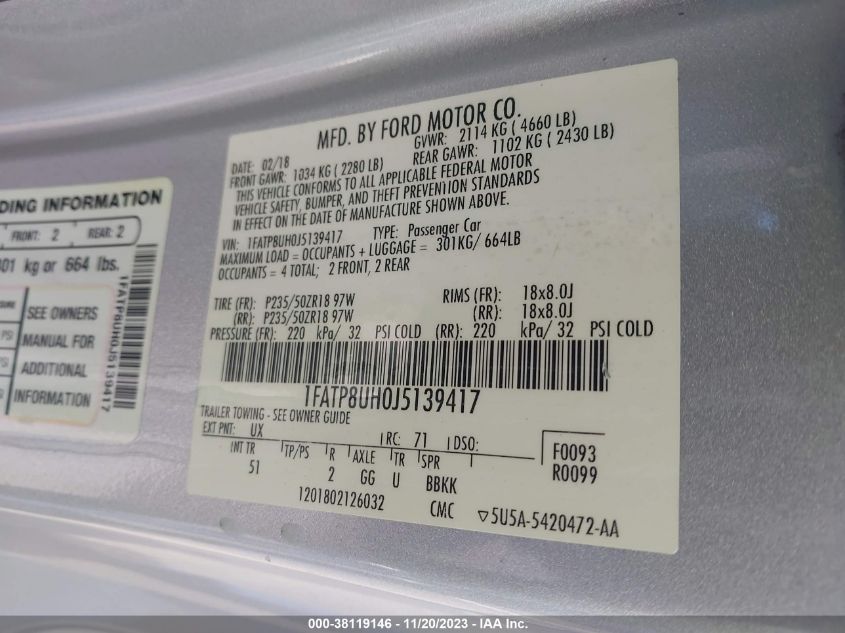 MFD. BY FORD MOTOR CO.
DATE: 02/18 GVWR: 2114 KG ( 4660 LB)
FRONT GAWR: 1034 KG ( 2280 LB) REAR GAWR: 1102 KG ( 2430 LB)
THIS VEHICLE CONFORMS TO ALL APPLICABLE FEDERAL MOTOR
VEHICLE SAFETY, BUMPER, AND THEFT PREVENTION STANDARDS
IN EFFECT ON THE DATE OF MANUFACTURE SHOWN ABOVE.
VIN: 1FATP8UH0J5139417 TYPE: Passenger Car
MAXIMUM LOAD = OCCUPANTS + LUGGAGE = 301KG/ 664LB
OCCUPANTS = 4 TOTAL; 2 FRONT, 2 REAR
TIRE (FR): P235/50ZR18 97W RIMS (FR): 18x8.0J
(RR): P235/50ZR18 97W (RR): 18x8.0J
PRESSURE (FR): 220 kPa/ 32 PSI COLD (RR): 220 kPa/ 32 PSI COLD
1FATP8UH0J5139417
TRAILER TOWING - SEE OWNER GUIDE
EXT PNT: UX RC: 71 DSO: F0093
INT TR TP/PS R AXLE TR SPR R0099
51 2 GG U BBKK
1201802126032 CMC ▽5U5A-5420472-AA
DING INFORMATION
FRONT: 2 REAR: 2
kg or 664 lbs.
SEE OWNERS
MANUAL FOR
ADDITIONAL
INFORMATION
1FATP8UH0J5139417
000-38119146 - 11/20/2023 - IAA Inc.